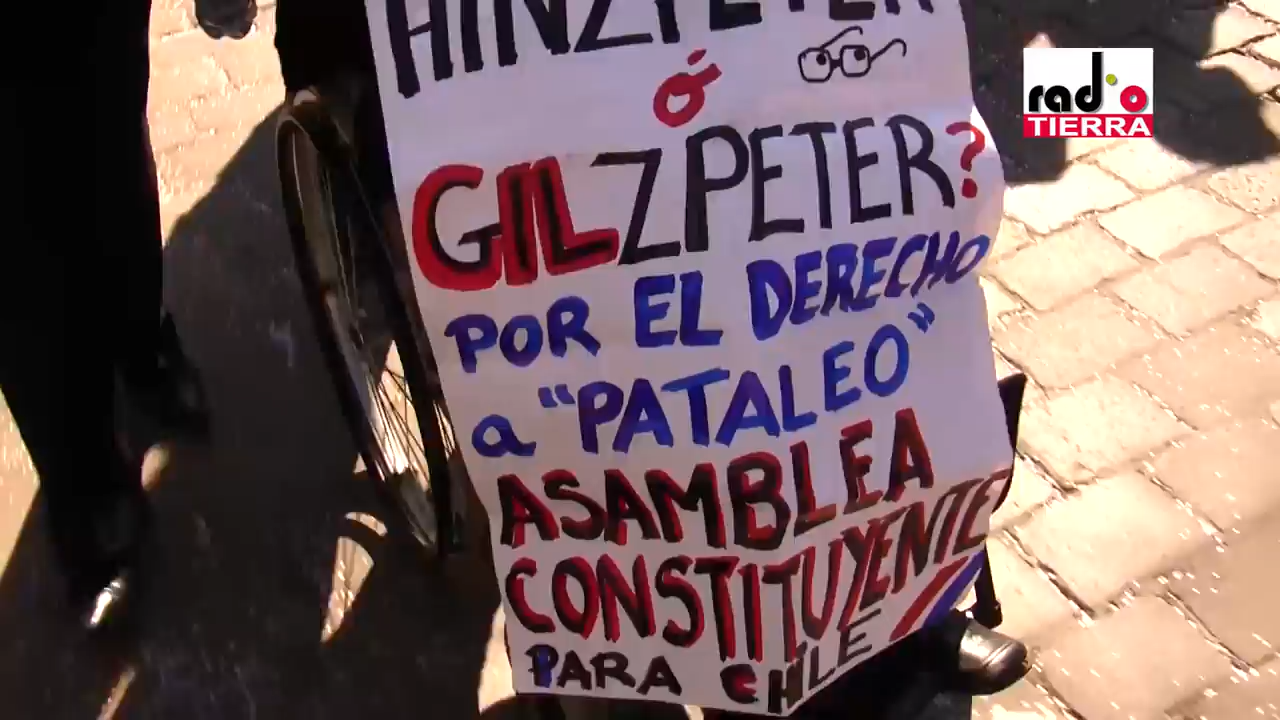 HINZPETER
ó
GILZPETER?
POR EL DERECHO
a "PATALEO"
ASAMBLEA
CONSTITUYENTE
PARA CHILE
radio
TIERRA